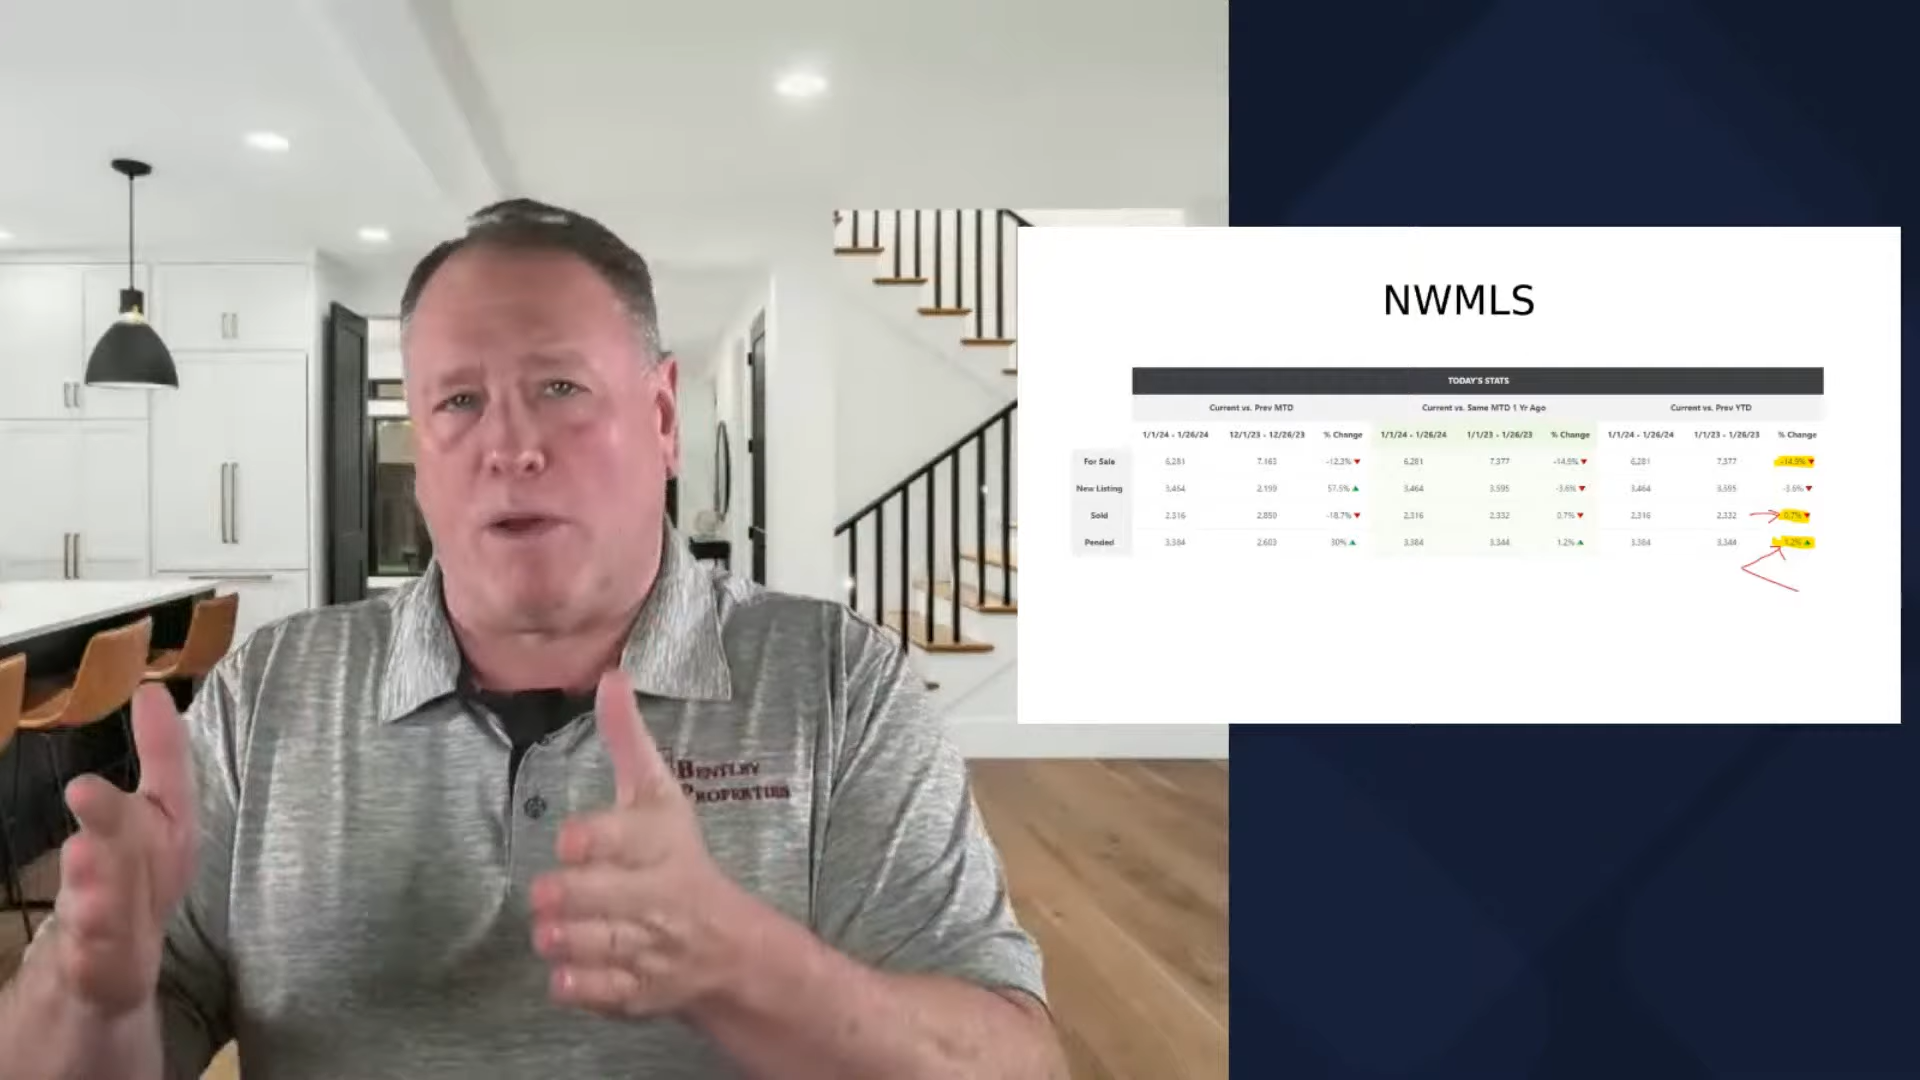 NWMLS
TODAY'S STATS
Current vs. Prev MTD Current vs. Same MTD 1 Yr Ago Current vs. Prev YTD
1/1/24 - 1/26/24 12/1/23 - 12/26/23 % Change 1/1/24 - 1/26/24 1/1/23 - 1/26/23 % Change 1/1/24 - 1/26/24 1/1/23 - 1/26/23 % Change
For Sale 6,281 7,163 -12.3% 6,281 7,377 -14.9% 6,281 7,377 -14.9%
New Listing 3,464 2,199 57.5% 3,464 3,595 -3.6% 3,464 3,595 -3.6%
Sold 2,316 2,850 -18.7% 2,316 2,332 0.7% 2,316 2,332 0.7%
Pended 3,384 2,603 30% 3,384 3,344 1.2% 3,384 3,344 1.2%
BENTLEY
PROPERTIES